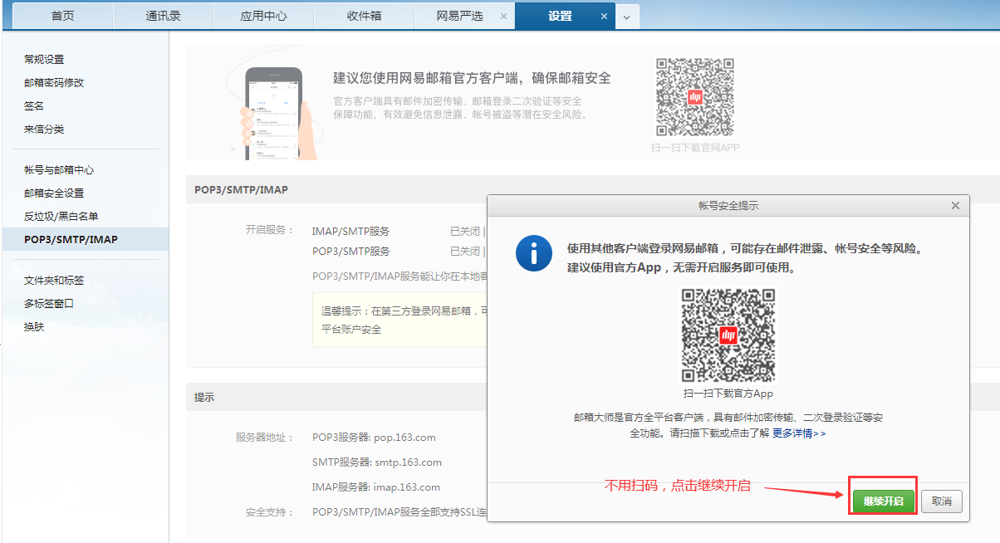 首页 通讯录 应用中心 收件箱 网易严选 × 设置 ×
常规设置
邮箱密码修改
签名
来信分类
帐号与邮箱中心
邮箱安全设置
反垃圾/黑白名单
POP3/SMTP/IMAP
文件夹和标签
多标签窗口
换肤
建议您使用网易邮箱官方客户端，确保邮箱安全
官方客户端具有邮件加密传输、邮箱登录二次验证等安全
保障功能，有效避免信息泄露、帐号被盗等潜在安全风险。
扫一扫下载官网APP
POP3/SMTP/IMAP
开启服务： IMAP/SMTP服务 已关闭 |
POP3/SMTP服务 已关闭 |
POP3/SMTP/IMAP服务能让你在本地客
温馨提示：在第三方登录网易邮箱，可
平台账户安全
提示
服务器地址： POP3服务器: pop.163.com
SMTP服务器: smtp.163.com
IMAP服务器: imap.163.com
安全支持： POP3/SMTP/IMAP服务全部支持SSL连
帐号安全提示 ×
使用其他客户端登录网易邮箱，可能存在邮件泄露、帐号安全等风险。
建议使用官方App，无需开启服务即可使用。
扫一扫下载官方App
邮箱大师是官方全平台客户端，具有邮件加密传输、二次登录验证等安
全功能。请扫描下载或点击了解 更多详情>>
不用扫码，点击继续开启
继续开启 取消